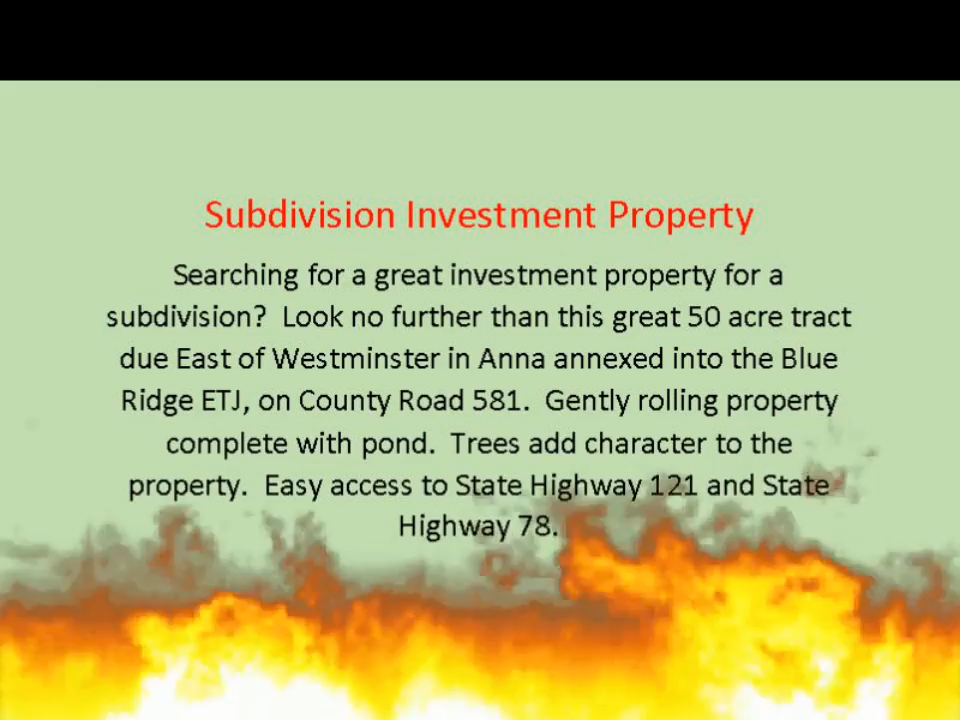 Subdivision Investment Property
Searching for a great investment property for a
subdivision?  Look no further than this great 50 acre tract
due East of Westminster in Anna annexed into the Blue
Ridge ETJ, on County Road 581.  Gently rolling property
complete with pond.  Trees add character to the
property.  Easy access to State Highway 121 and State
Highway 78.